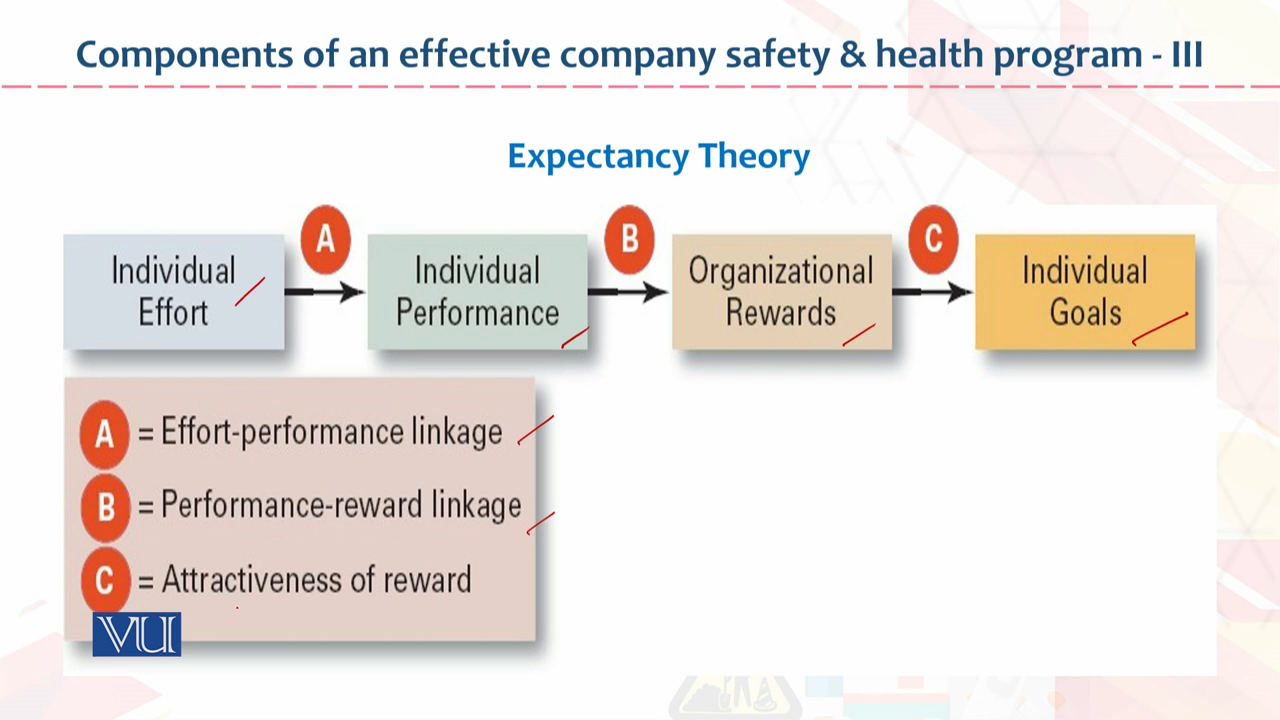 Components of an effective company safety & health program - III
Expectancy Theory
A
B
C
Individual
Effort
Individual
Performance
Organizational
Rewards
Individual
Goals
A = Effort-performance linkage
B = Performance-reward linkage
C = Attractiveness of reward
VU